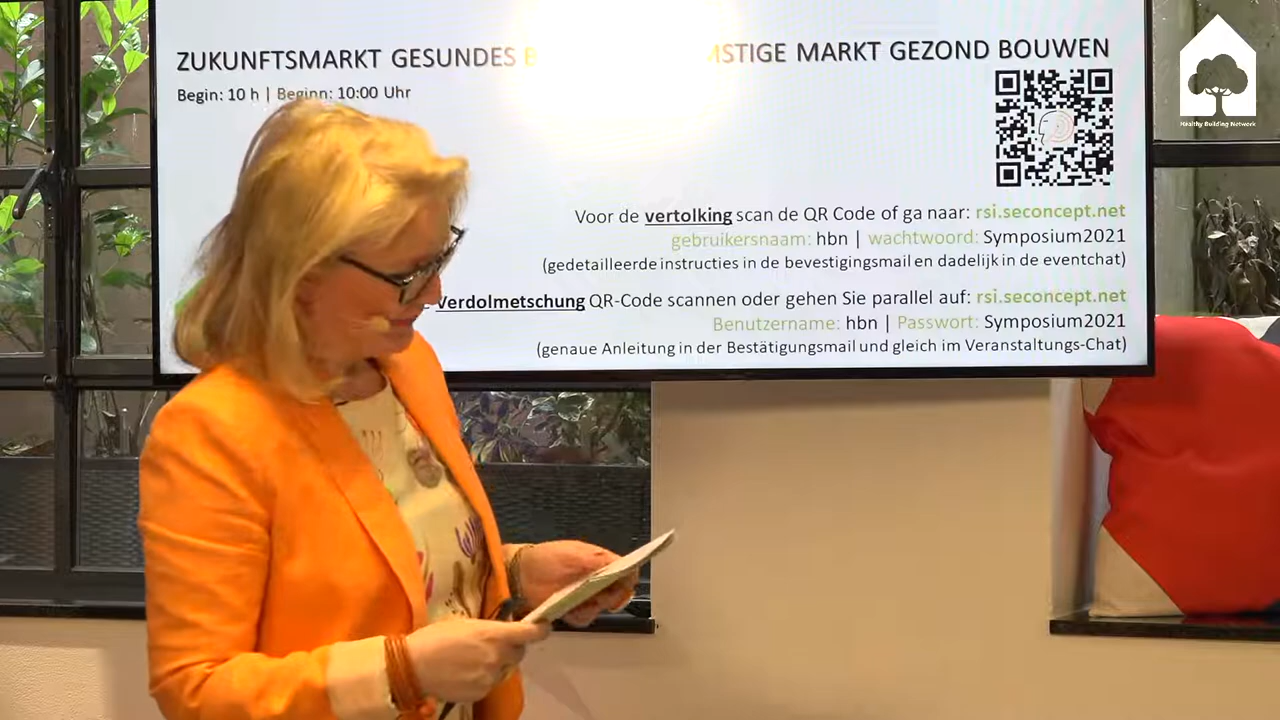 ZUKUNFTSMARKT GESUNDES MARKT GEZOND BOUWEN
Begin: 10 h | Beginn: 10:00 Uhr
Healthy Building Network
Voor de vertolking scan de QR Code of ga naar: rsi.seconcept.net
gebruikersnaam: hbn | wachtwoord: Symposium2021
(gedetailleerde instructies in de bevestigingsmail en dadelijk in de eventchat)
Verdolmetschung QR-Code scannen oder gehen Sie parallel auf: rsi.seconcept.net
Benutzername: hbn | Passwort: Symposium2021
(genaue Anleitung in der Bestätigungsmail und gleich im Veranstaltungs-Chat)